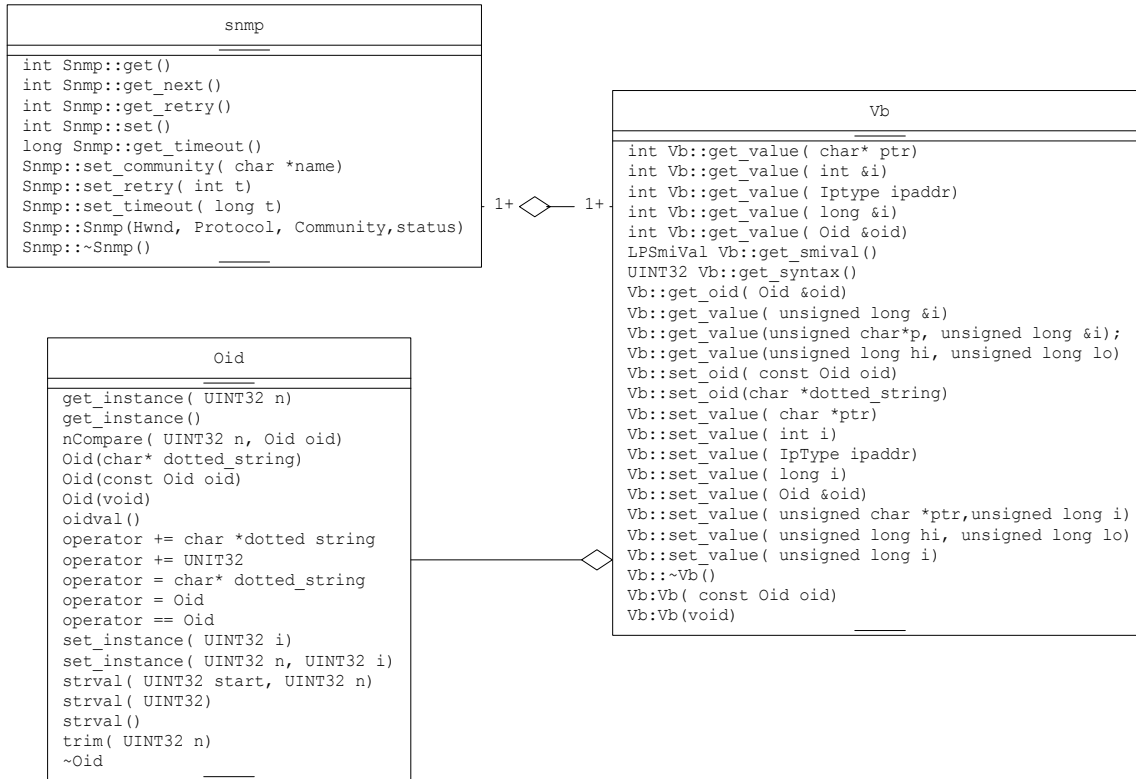 snmp
int Snmp::get()
int Snmp::get_next()
int Snmp::get_retry()
int Snmp::set()
long Snmp::get_timeout()
Snmp::set_community( char *name)
Snmp::set_retry( int t)
Snmp::set_timeout( long t)
Snmp::Snmp(Hwnd, Protocol, Community,status)
Snmp::~Snmp()
1+
1+
Vb
int Vb::get_value( char* ptr)
int Vb::get_value( int &i)
int Vb::get_value( Iptype ipaddr)
int Vb::get_value( long &i)
int Vb::get_value( Oid &oid)
LPSmiVal Vb::get_smival()
UINT32 Vb::get_syntax()
Vb::get_oid( Oid &oid)
Vb::get_value( unsigned long &i)
Vb::get_value(unsigned char*p, unsigned long &i);
Vb::get_value(unsigned long hi, unsigned long lo)
Vb::set_oid( const Oid oid)
Vb::set_oid(char *dotted_string)
Vb::set_value( char *ptr)
Vb::set_value( int i)
Vb::set_value( IpType ipaddr)
Vb::set_value( long i)
Vb::set_value( Oid &oid)
Vb::set_value( unsigned char *ptr,unsigned long i)
Vb::set_value( unsigned long hi, unsigned long lo)
Vb::set_value( unsigned long i)
Vb::~Vb()
Vb:Vb( const Oid oid)
Vb:Vb(void)
Oid
get_instance( UINT32 n)
get_instance()
nCompare( UINT32 n, Oid oid)
Oid(char* dotted_string)
Oid(const Oid oid)
Oid(void)
oidval()
operator += char *dotted string
operator += UNIT32
operator = char* dotted_string
operator = Oid
operator == Oid
set_instance( UINT32 i)
set_instance( UINT32 n, UINT32 i)
strval( UINT32 start, UINT32 n)
strval( UINT32)
strval()
trim( UINT32 n)
~Oid